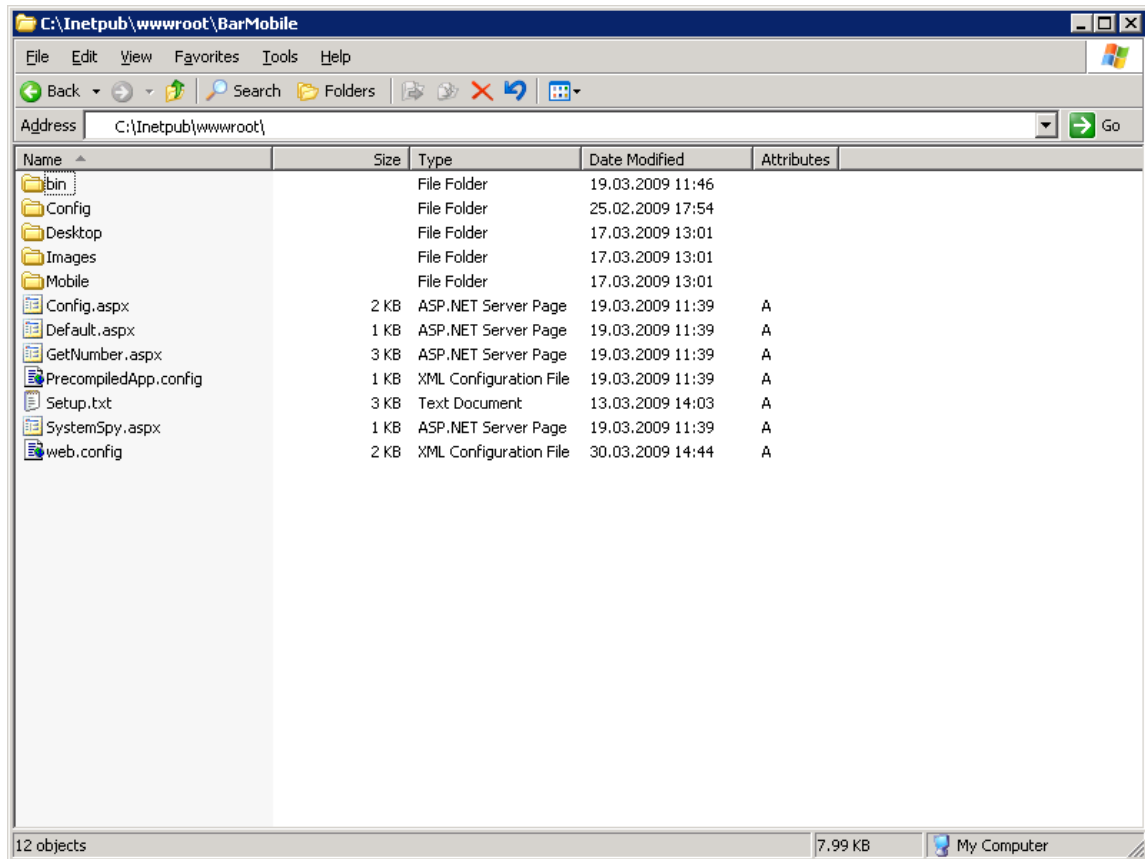 C:\Inetpub\wwwroot\BarMobile
File Edit View Favorites Tools Help
Back Search Folders
Address C:\Inetpub\wwwroot\ Go
Name Size Type Date Modified Attributes
bin File Folder 19.03.2009 11:46
Config File Folder 25.02.2009 17:54
Desktop File Folder 17.03.2009 13:01
Images File Folder 17.03.2009 13:01
Mobile File Folder 17.03.2009 13:01
Config.aspx 2 KB ASP.NET Server Page 19.03.2009 11:39 A
Default.aspx 1 KB ASP.NET Server Page 19.03.2009 11:39 A
GetNumber.aspx 3 KB ASP.NET Server Page 19.03.2009 11:39 A
PrecompiledApp.config 1 KB XML Configuration File 19.03.2009 11:39 A
Setup.txt 3 KB Text Document 13.03.2009 14:03 A
SystemSpy.aspx 1 KB ASP.NET Server Page 19.03.2009 11:39 A
web.config 2 KB XML Configuration File 30.03.2009 14:44 A
12 objects 7.99 KB My Computer